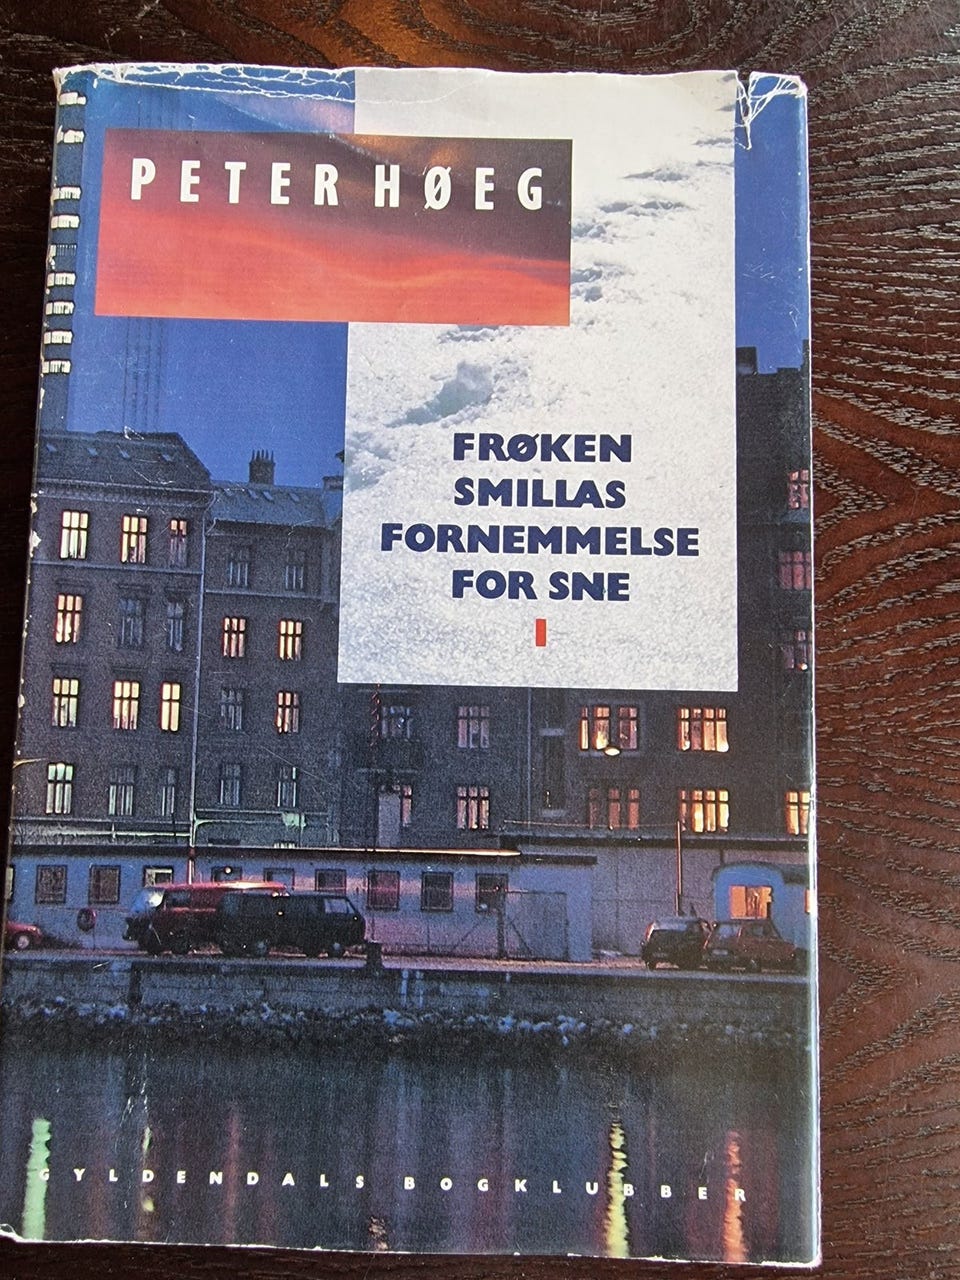 PETER HØEG
FRØKEN
SMILLAS
FORNEMMELSE
FOR SNE
GYLDENDALS BOGKLUBBER